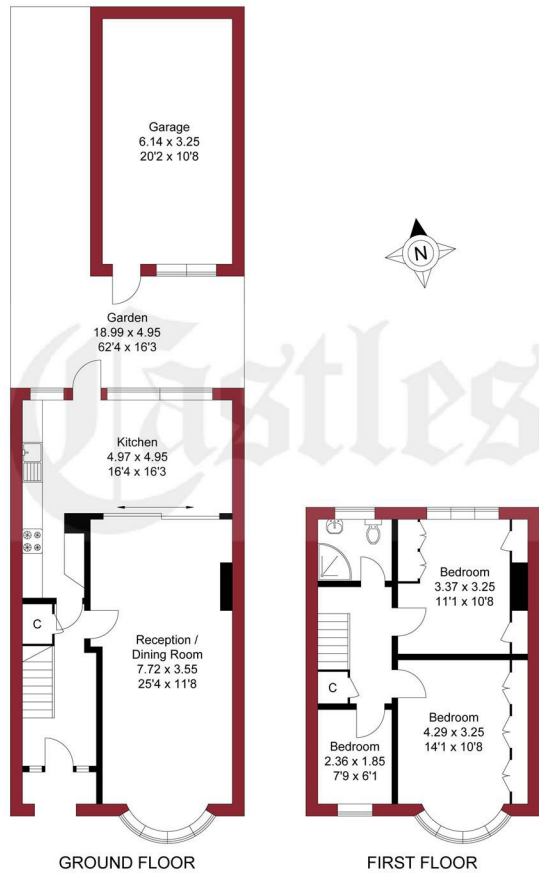 Garage
6.14 x 3.25
20'2 x 10'8
N
Garden
18.99 x 4.95
62'4 x 16'3
Castles
Kitchen
4.97 x 4.95
16'4 x 16'3
C
Reception /
Dining Room
7.72 x 3.55
25'4 x 11'8
Bedroom
3.37 x 3.25
11'1 x 10'8
C
Bedroom
4.29 x 3.25
14'1 x 10'8
Bedroom
2.36 x 1.85
7'9 x 6'1
GROUND FLOOR
FIRST FLOOR